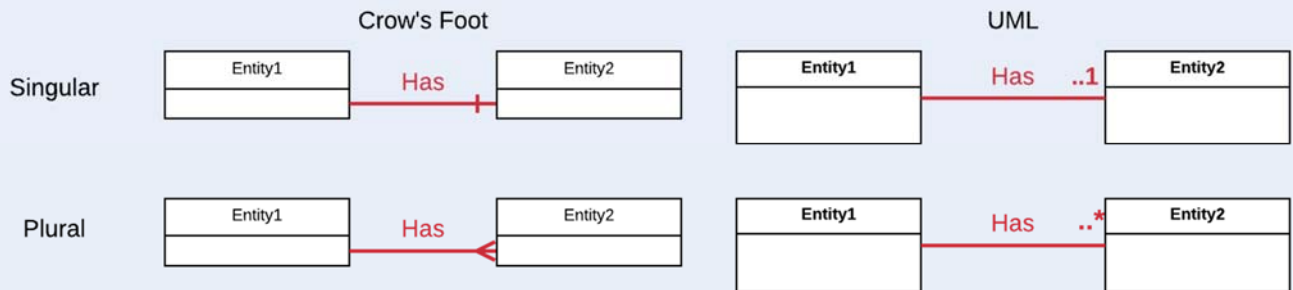 Crow's Foot UML
Singular Entity1 Has Entity2 Entity1 Has ..1 Entity2
Plural Entity1 Has Entity2 Entity1 Has ..* Entity2